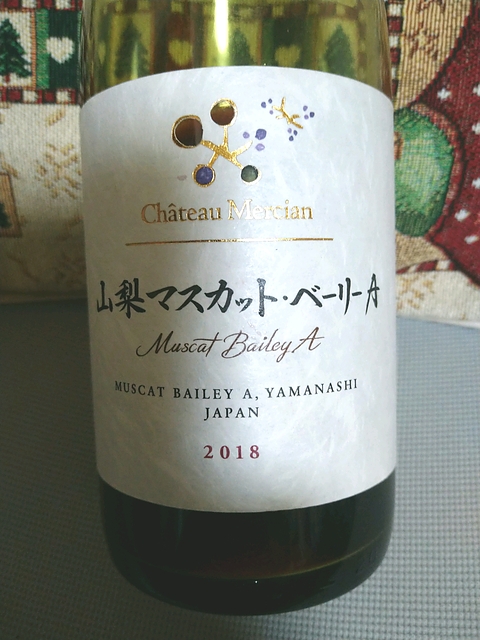 Château Mercian
山梨マスカット・ベーリーA
Muscat Bailey A
MUSCAT BAILEY A, YAMANASHI
JAPAN
2018